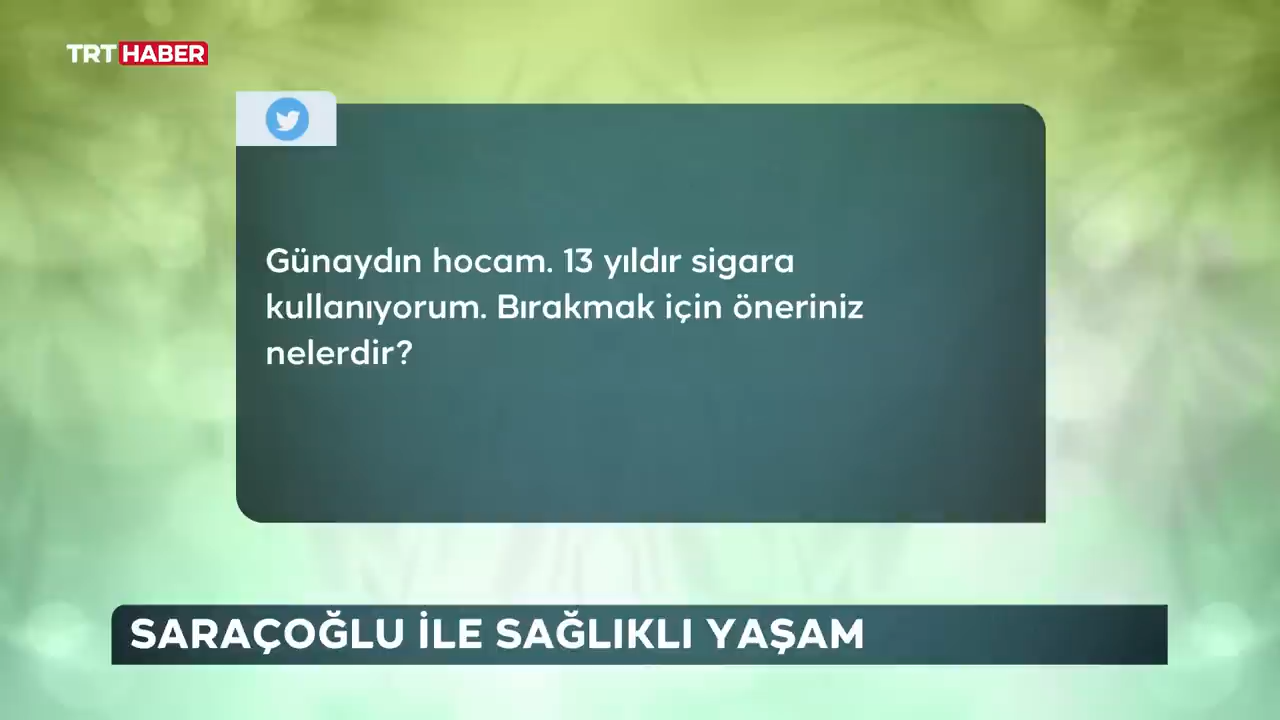 TRT HABER
Günaydın hocam. 13 yıldır sigara
kullanıyorum. Bırakmak için öneriniz
nelerdir?
SARAÇOĞLU İLE SAĞLIKLI YAŞAM